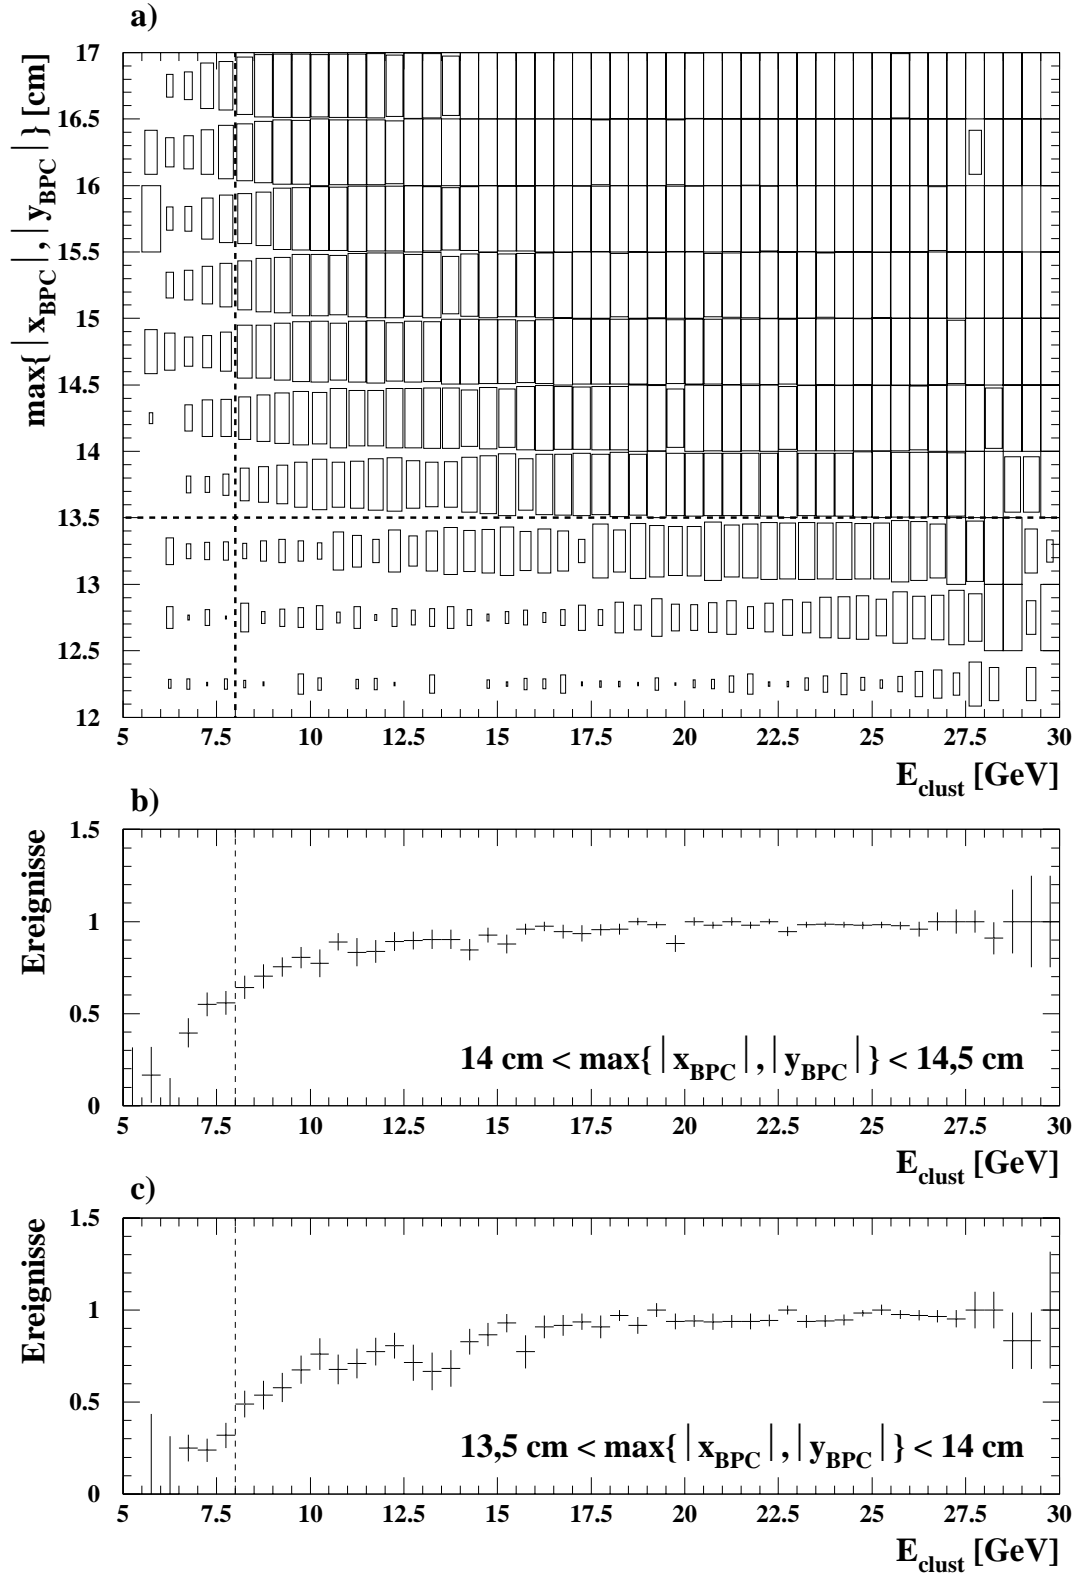 a)
max{|x_BPC|,|y_BPC|} [cm]
17
16.5
16
15.5
15
14.5
14
13.5
13
12.5
12
5 7.5 10 12.5 15 17.5 20 22.5 25 27.5 30
E_clust [GeV]
b)
Ereignisse
1.5
1
0.5
0
14 cm < max{|x_BPC|,|y_BPC|} < 14,5 cm
5 7.5 10 12.5 15 17.5 20 22.5 25 27.5 30
E_clust [GeV]
c)
Ereignisse
1.5
1
0.5
0
13,5 cm < max{|x_BPC|,|y_BPC|} < 14 cm
5 7.5 10 12.5 15 17.5 20 22.5 25 27.5 30
E_clust [GeV]